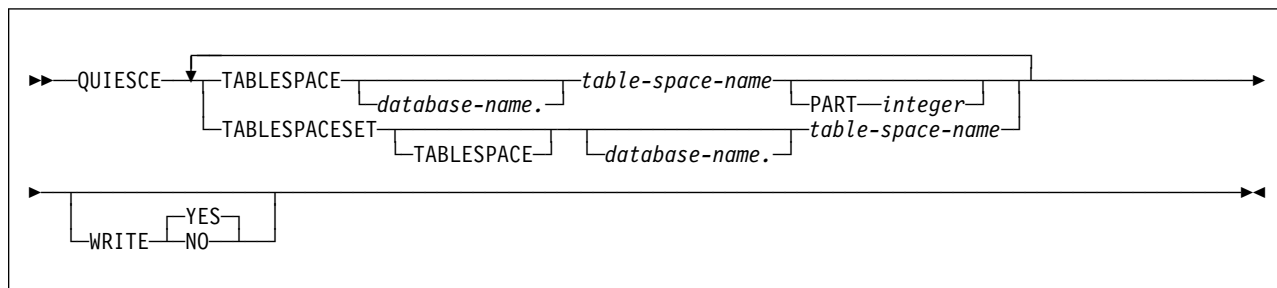 QUIESCE TABLESPACE database-name. table-space-name PART integer
TABLESPACESET TABLESPACE database-name. table-space-name
WRITE YES
NO